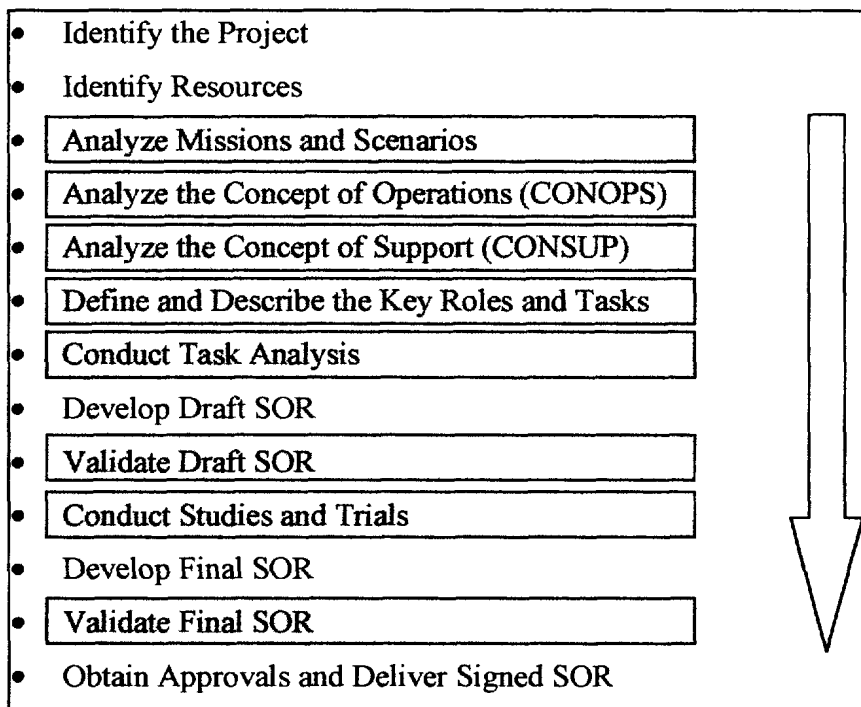 • Identify the Project
• Identify Resources
• Analyze Missions and Scenarios
• Analyze the Concept of Operations (CONOPS)
• Analyze the Concept of Support (CONSUP)
• Define and Describe the Key Roles and Tasks
• Conduct Task Analysis
• Develop Draft SOR
• Validate Draft SOR
• Conduct Studies and Trials
• Develop Final SOR
• Validate Final SOR
• Obtain Approvals and Deliver Signed SOR